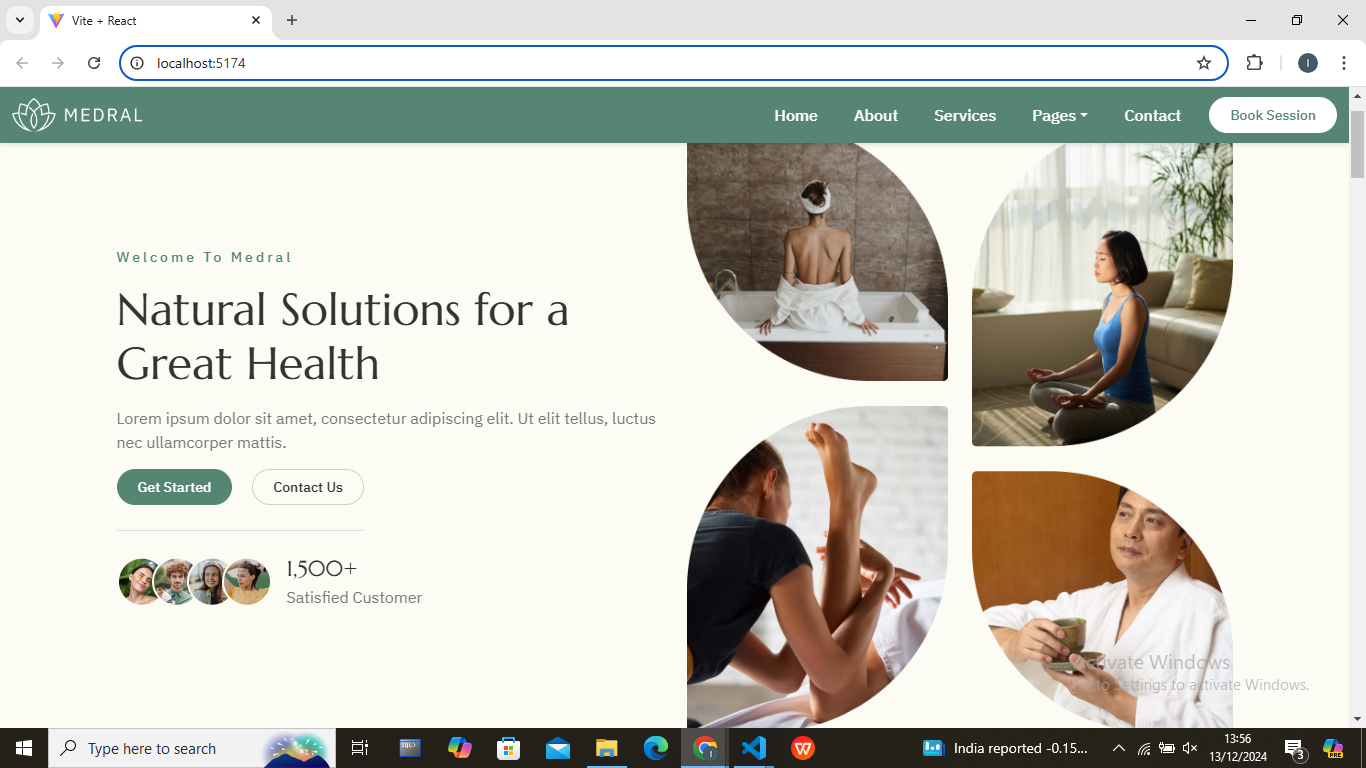 Vite + React
localhost:5174
I
MEDRAL
Home
About
Services
Pages
Contact
Book Session
Welcome To Medral
Natural Solutions for a
Great Health
Lorem ipsum dolor sit amet, consectetur adipiscing elit. Ut elit tellus, luctus
nec ullamcorper mattis.
Get Started
Contact Us
1,500+
Satisfied Customer
Activate Windows
Go to Settings to activate Windows.
Type here to search
SQL
W
India reported -0.15...
13:56
13/12/2024
3
PRE